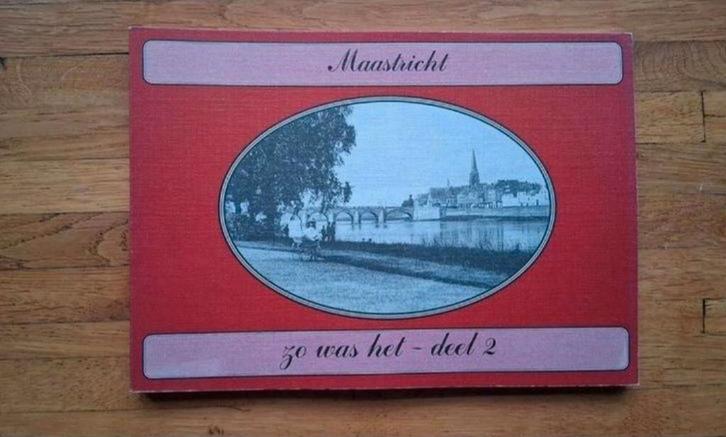 Maastricht
zo was het - deel 2